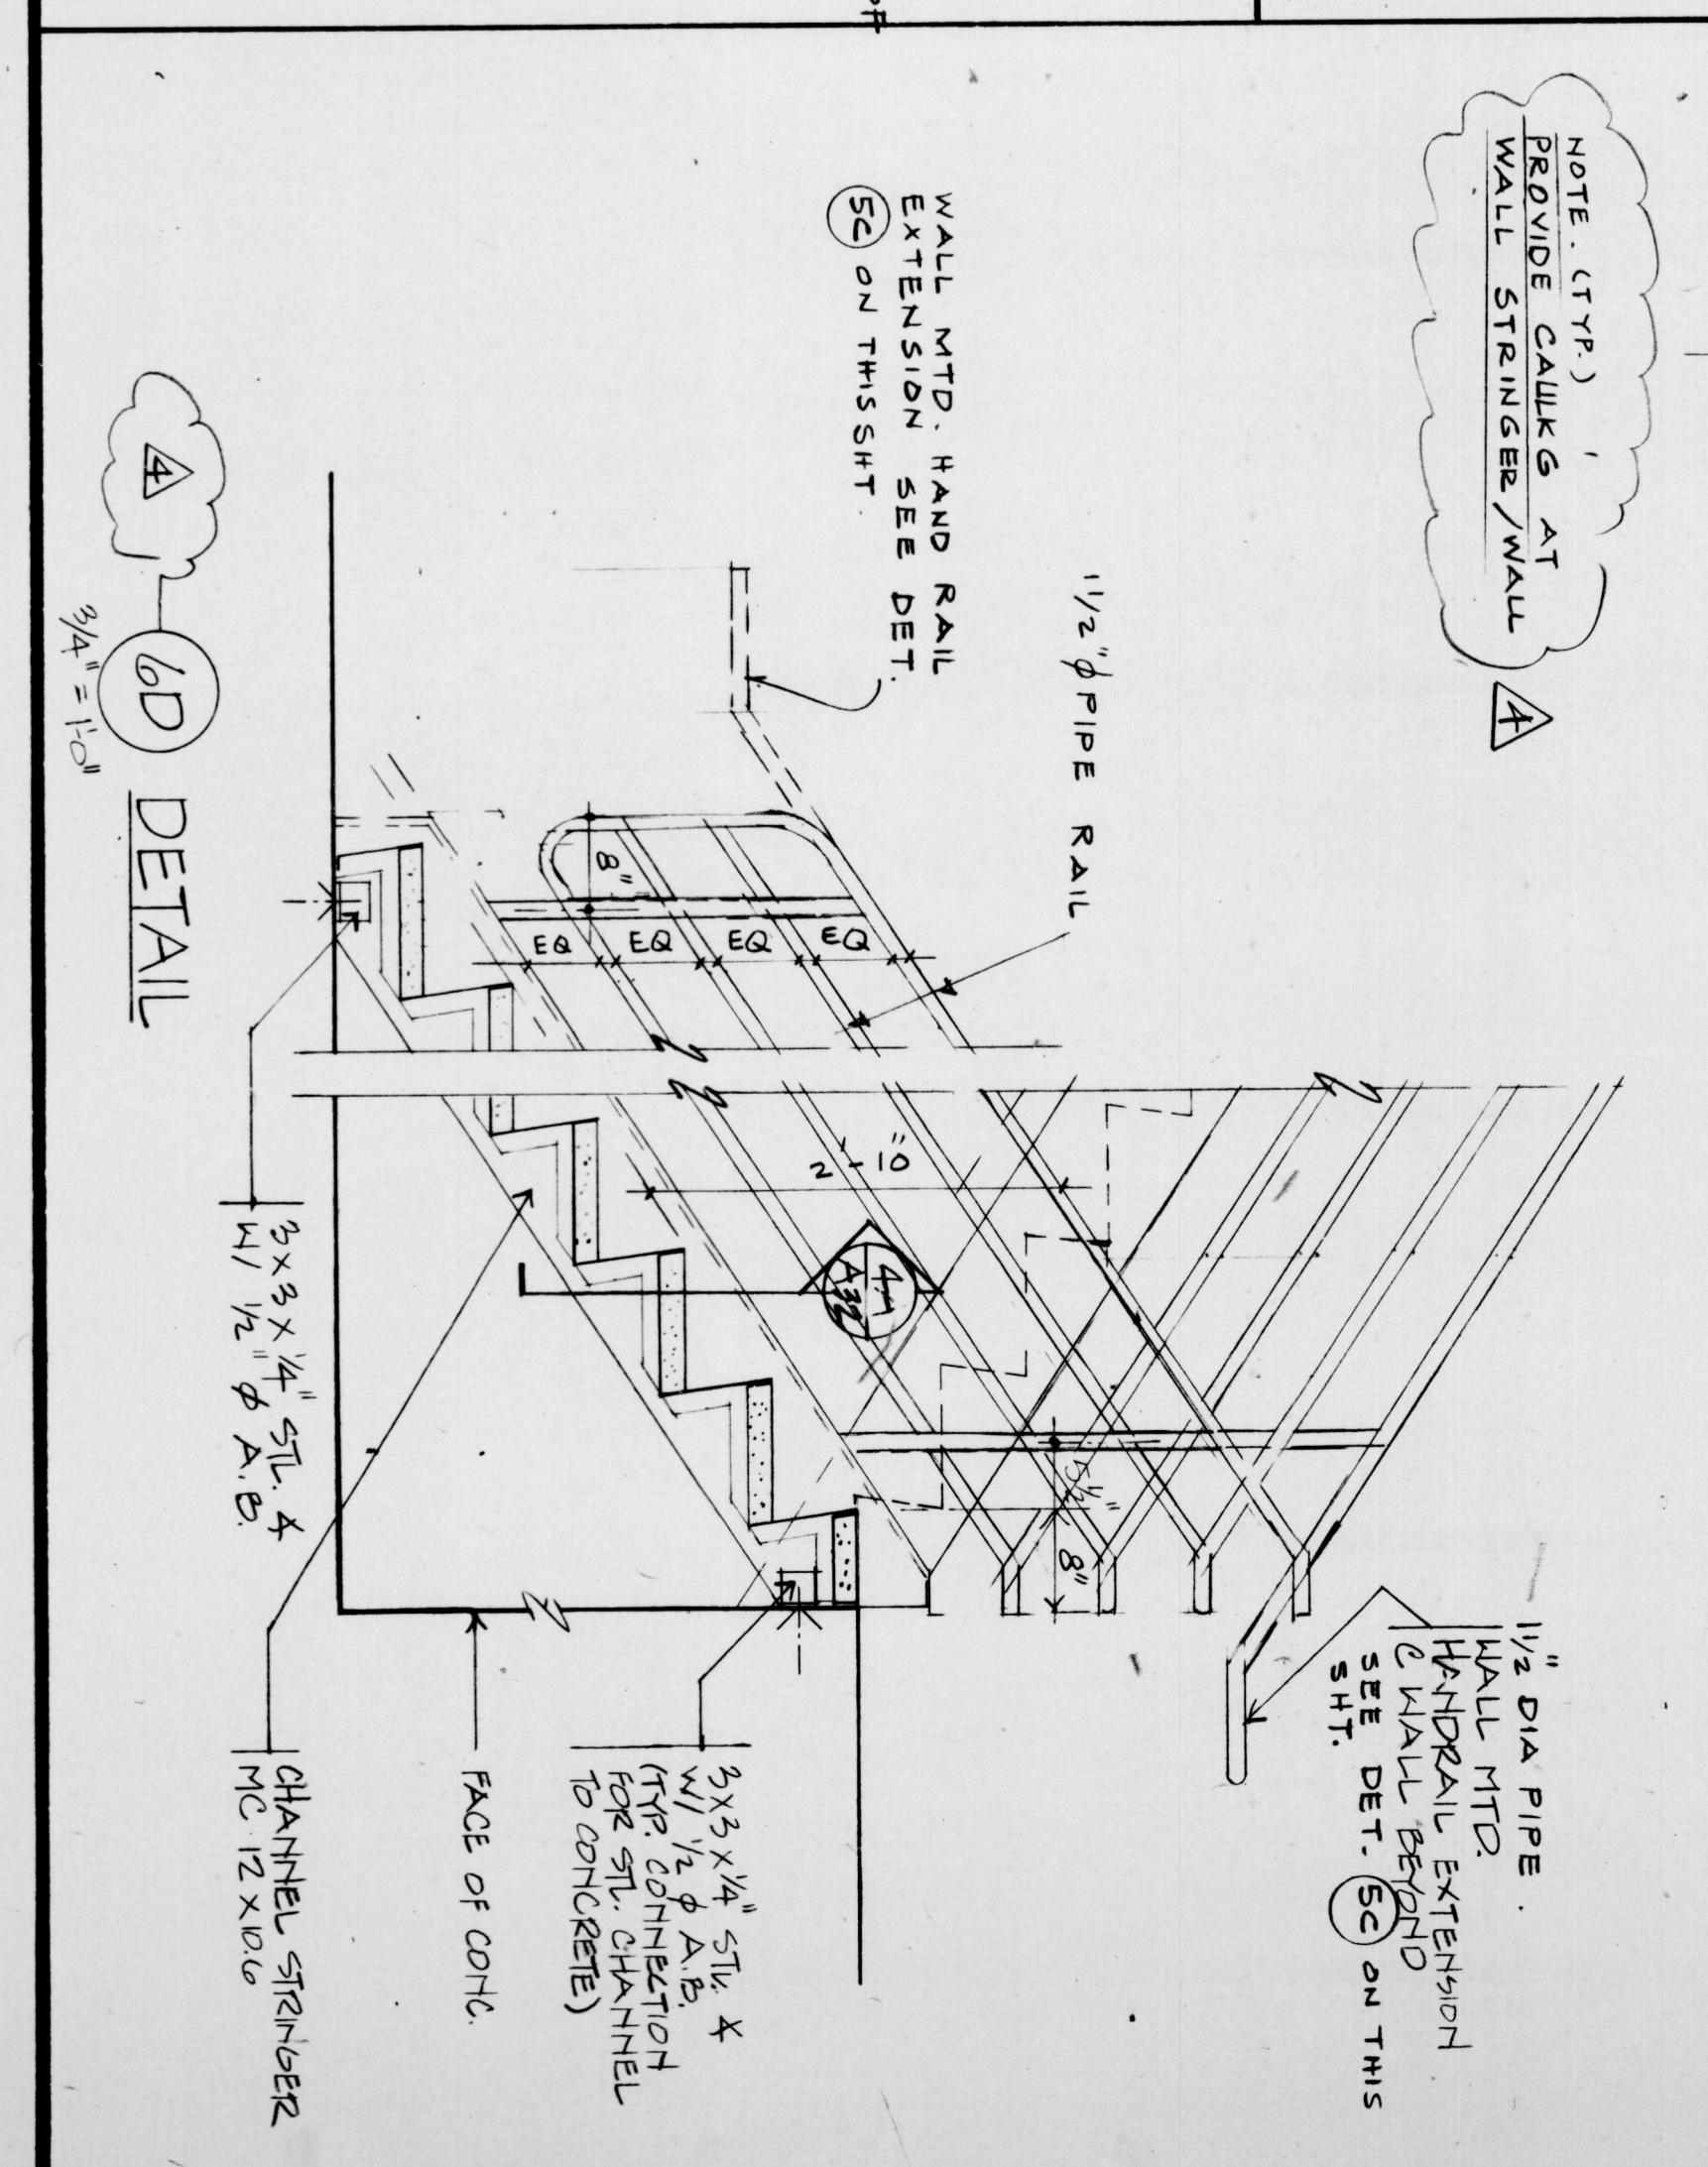 NOTE. (TYP.)
PROVIDE CAULKG AT
WALL STRINGER/WALL
4
WALL MTD. HAND RAIL
EXTENSION SEE DET.
5C ON THIS SHT.
1 1/2" ϕ PIPE RAIL
1 1/2" DIA PIPE.
WALL MTD.
HANDRAIL EXTENSION
C WALL BEYOND
SEE DET. 5C ON THIS
SHT.
8"
EQ EQ EQ EQ
2'-10"
4
A32
5 1/2"
8"
3x3x1/4" STL. ∡
W/ 1/2 ϕ A.B.
(TYP. CONNECTION
FOR STL. CHANNEL
TO CONCRETE)
FACE OF CONC.
3x3x1/4" STL. ∡
W/ 1/2" ϕ A.B.
CHANNEL STRINGER
MC 12x10.6
4
6D DETAIL
3/4" = 1'-0"